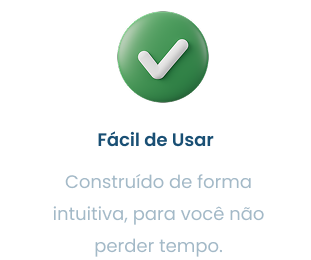 Fácil de Usar
Construído de forma
intuitiva, para você não
perder tempo.